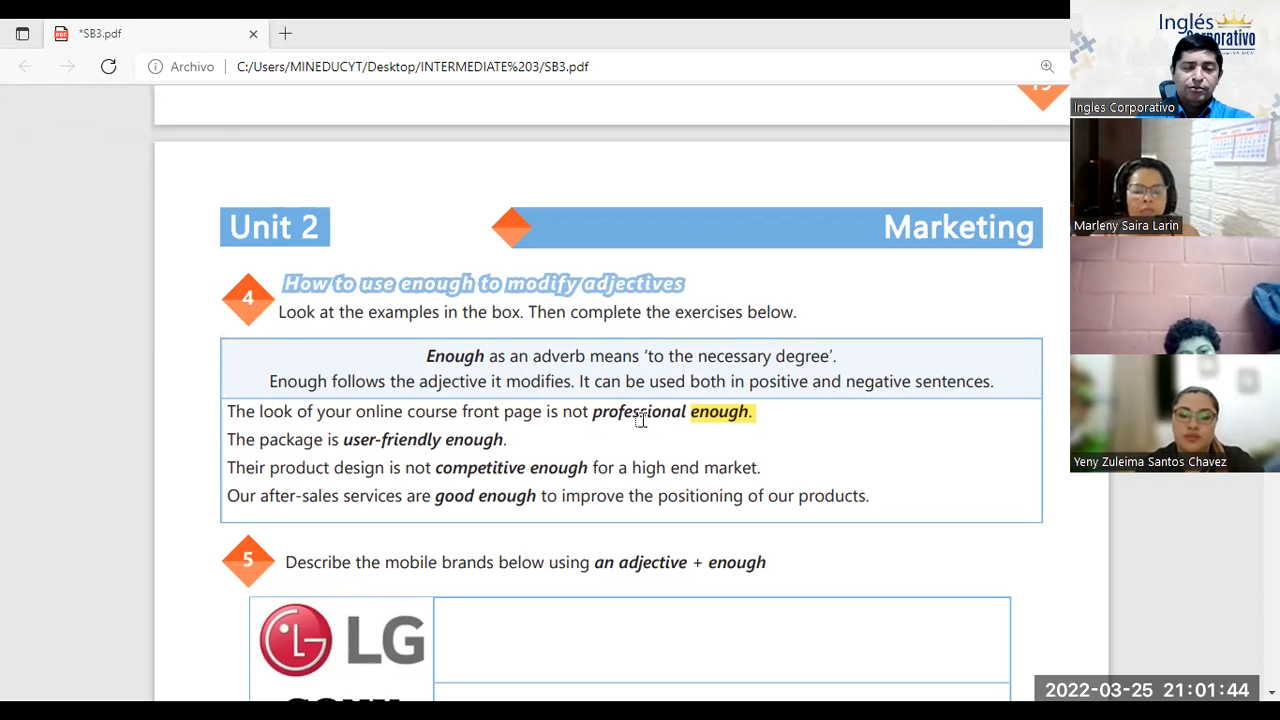 *SB3.pdf
Archivo
C:/Users/MINEDUCYT/Desktop/INTERMEDIATE%203/SB3.pdf
Unit 2
Marketing
4
How to use enough to modify adjectives
Look at the examples in the box. Then complete the exercises below.
Enough as an adverb means ‘to the necessary degree’.
Enough follows the adjective it modifies. It can be used both in positive and negative sentences.
The look of your online course front page is not professional enough.
The package is user-friendly enough.
Their product design is not competitive enough for a high end market.
Our after-sales services are good enough to improve the positioning of our products.
5
Describe the mobile brands below using an adjective + enough
LG
Inglés
Corporativo
Ingles Corporativo
Marleny Saira Larin
Yeny Zuleima Santos Chavez
2022-03-25 21:01:44